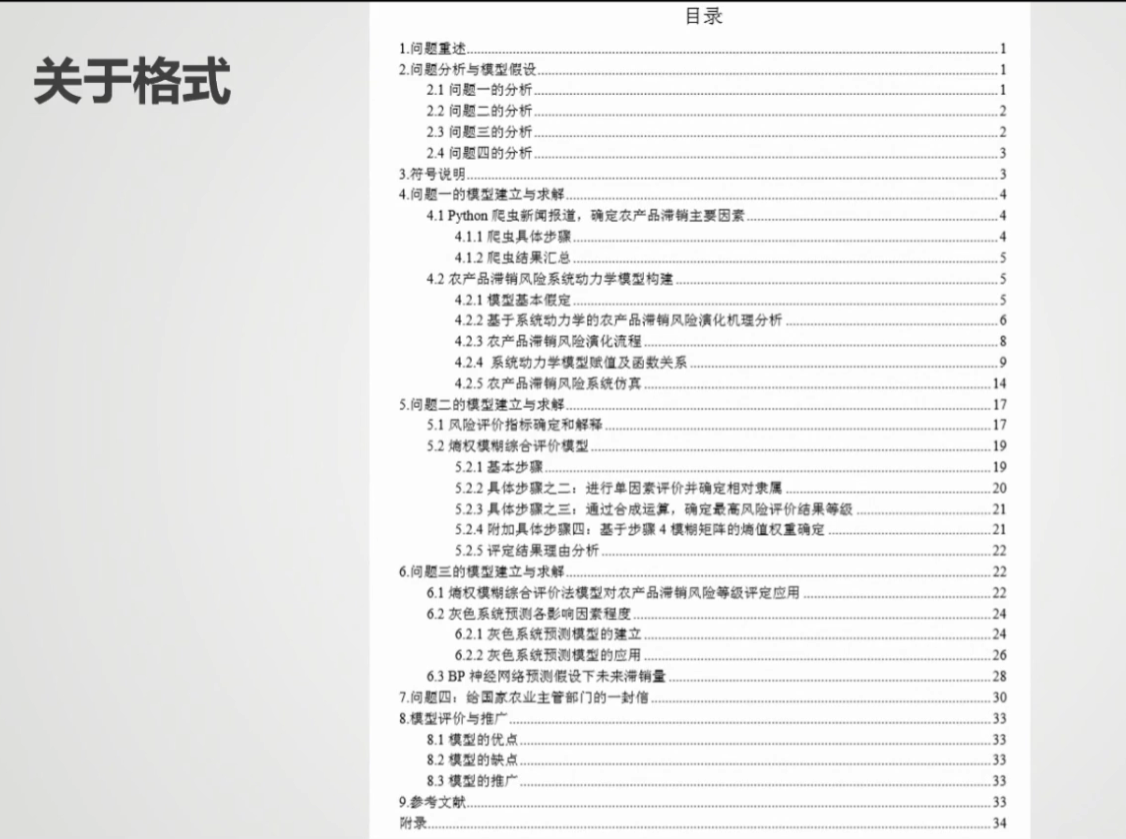 关于格式
目录
1.问题重述 1
2.问题分析与模型假设 1
2.1 问题一的分析 1
2.2 问题二的分析 2
2.3 问题三的分析 2
2.4 问题四的分析 3
3.符号说明 3
4.问题一的模型建立与求解 4
4.1 Python 爬虫新闻报道，确定农产品滞销主要因素 4
4.1.1 爬虫具体步骤 4
4.1.2 爬虫结果汇总 5
4.2 农产品滞销风险系统动力学模型构建 5
4.2.1 模型基本假定 5
4.2.2 基于系统动力学的农产品滞销风险演化机理分析 6
4.2.3 农产品滞销风险演化流程 8
4.2.4 系统动力学模型赋值及函数关系 9
4.2.5 农产品滞销风险系统仿真 14
5.问题二的模型建立与求解 17
5.1 风险评价指标确定和解释 17
5.2 熵权模糊综合评价模型 19
5.2.1 基本步骤 19
5.2.2 具体步骤之二：进行单因素评价并确定相对隶属 20
5.2.3 具体步骤之三：通过合成运算，确定最高风险评价结果等级 21
5.2.4 附加具体步骤四：基于步骤 4 模糊矩阵的熵值权重确定 21
5.2.5 评定结果理由分析 22
6.问题三的模型建立与求解 22
6.1 熵权模糊综合评价法模型对农产品滞销风险等级评定应用 22
6.2 灰色系统预测各影响因素程度 24
6.2.1 灰色系统预测模型的建立 24
6.2.2 灰色系统预测模型的应用 26
6.3 BP 神经网络预测假设下未来滞销量 28
7.问题四：给国家农业主管部门的一封信 30
8.模型评价与推广 33
8.1 模型的优点 33
8.2 模型的缺点 33
8.3 模型的推广 33
9.参考文献 33
附录 34